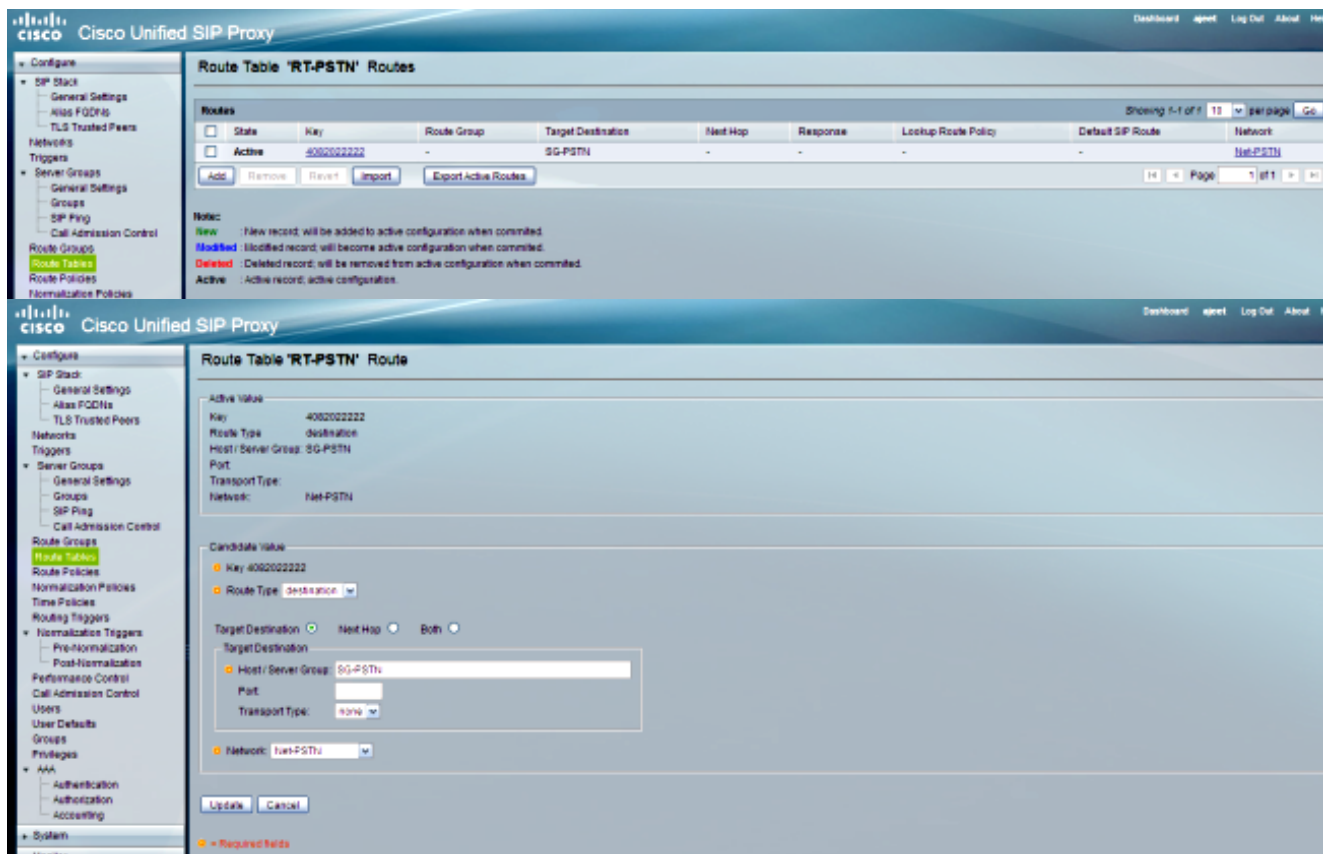 cisco Cisco Unified SIP Proxy
Dashboard ajeet Log Out About He
Configure
SIP Stack
General Settings
Alias FQDNs
TLS Trusted Peers
Networks
Triggers
Server Groups
General Settings
Groups
SIP Ping
Call Admission Control
Route Groups
Route Tables
Route Policies
Normalization Policies
Route Table 'RT-PSTN' Routes
Routes Showing 1-1 of 1 10 per page Go
State Key Route Group Target Destination Next Hop Response Lookup Route Policy Default SIP Route Network
Active 4082022222 - SG-PSTN - - - - Net-PSTN
Add Remove Revert Import Export Active Routes Page 1 of 1
Note:
New : New record; will be added to active configuration when commited.
Modified : Modified record; will become active configuration when commited.
Deleted : Deleted record; will be removed from active configuration when commited.
Active : Active record; active configuration.
cisco Cisco Unified SIP Proxy
Dashboard ajeet Log Out About H
Configure
SIP Stack
General Settings
Alias FQDNs
TLS Trusted Peers
Networks
Triggers
Server Groups
General Settings
Groups
SIP Ping
Call Admission Control
Route Groups
Route Tables
Route Policies
Normalization Policies
Time Policies
Routing Triggers
Normalization Triggers
Pre-Normalization
Post-Normalization
Performance Control
Call Admission Control
Users
User Defaults
Groups
Privileges
AAA
Authentication
Authorization
Accounting
System
Route Table 'RT-PSTN' Route
Active Value
Key 4082022222
Route Type destination
Host / Server Group: SG-PSTN
Port
Transport Type:
Network: Net-PSTN
Candidate Value
Key 4082022222
Route Type destination
Target Destination Next Hop Both
Target Destination
Host / Server Group: SG-PSTN
Port
Transport Type: none
Network: Net-PSTN
Update Cancel
= Required fields